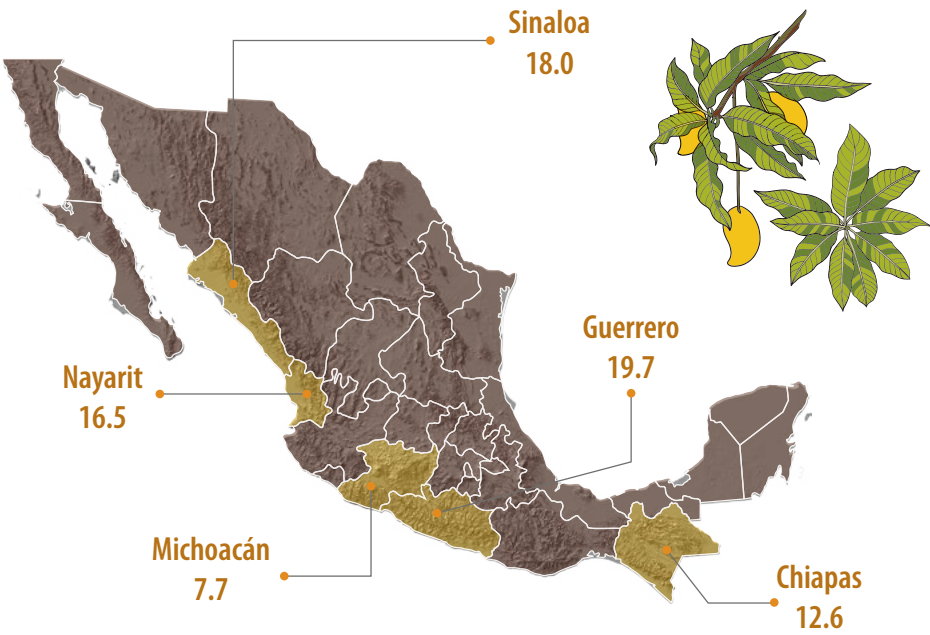 Sinaloa
18.0
Guerrero
19.7
Nayarit
16.5
Michoacán
7.7
Chiapas
12.6